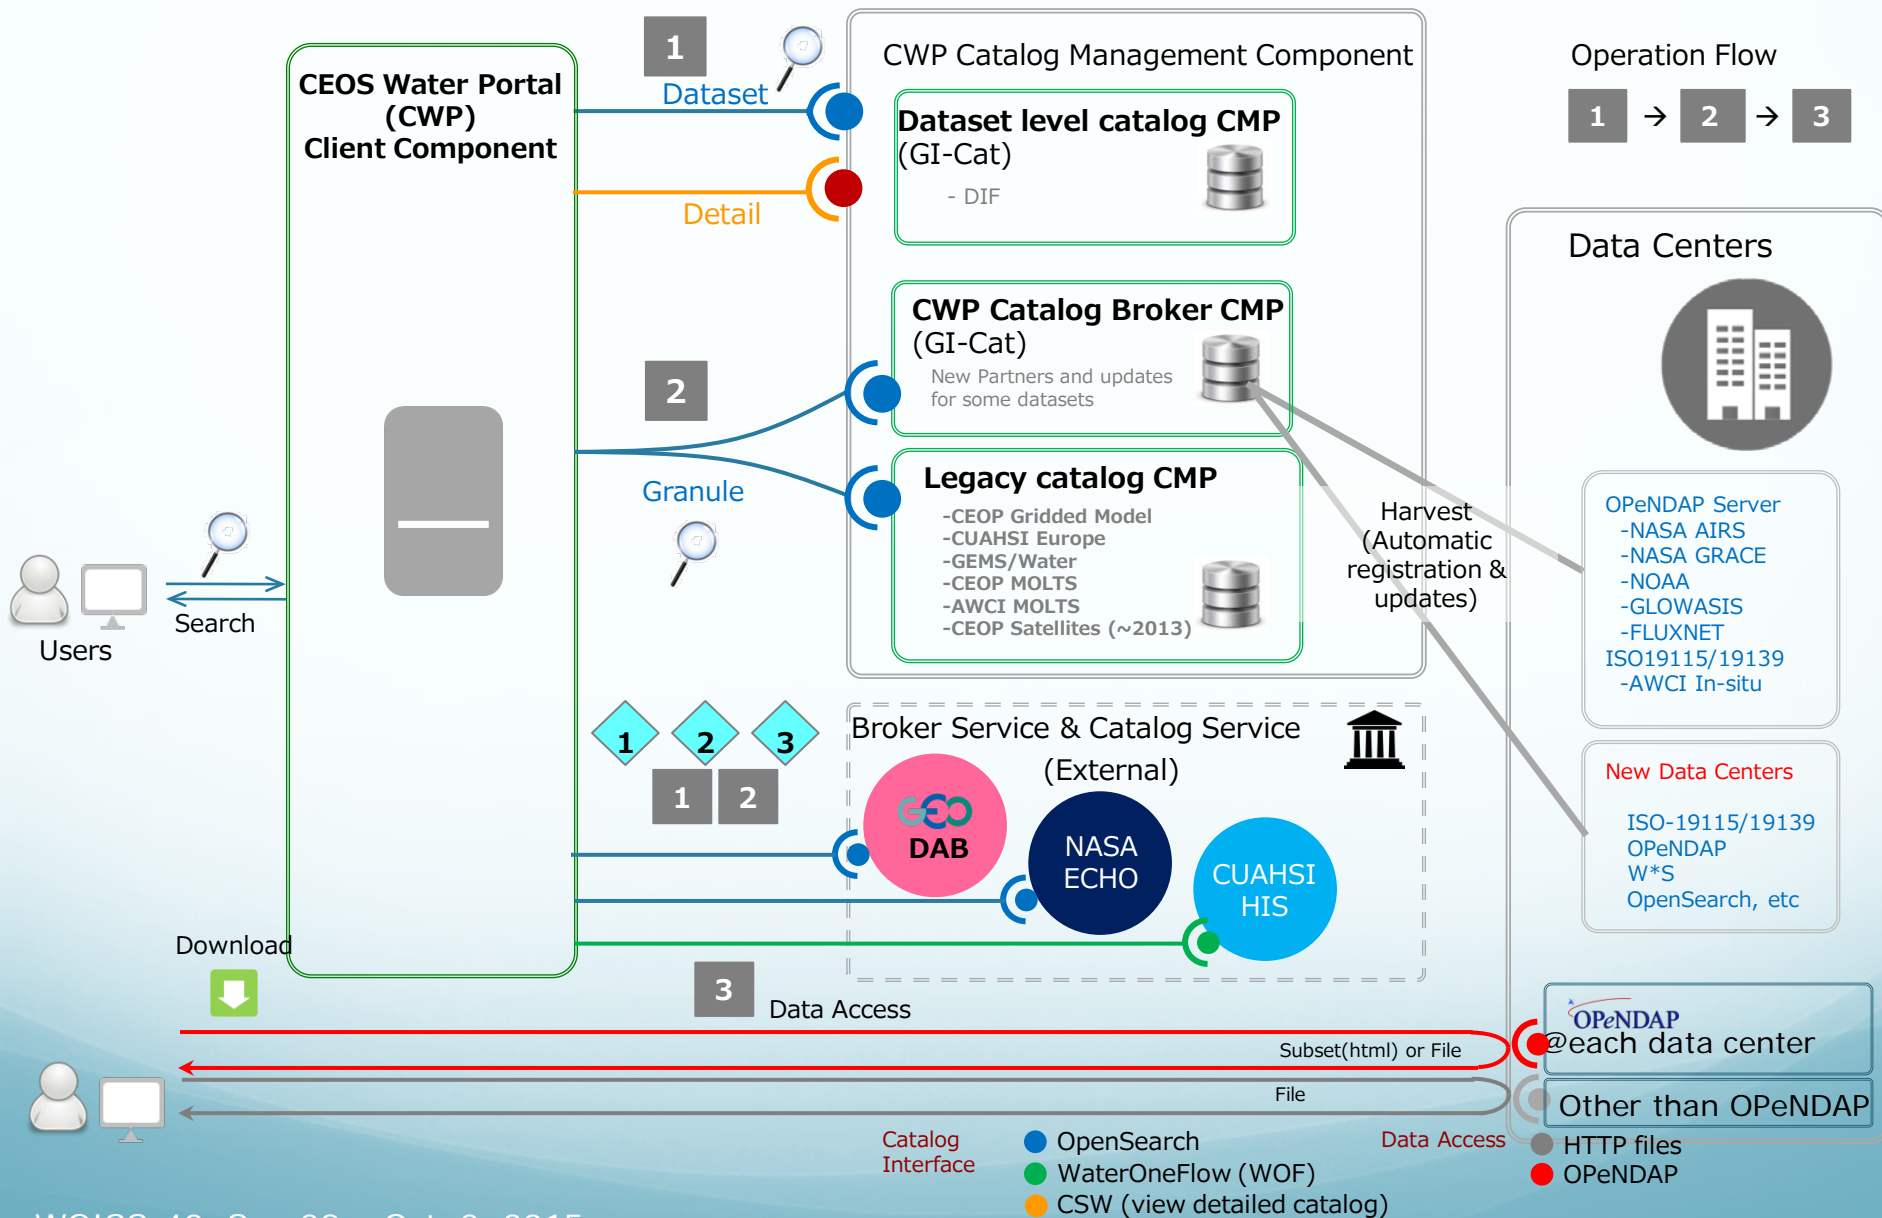 CEOS Water Portal
(CWP)
Client Component
1
Dataset
Detail
CWP Catalog Management Component
Dataset level catalog CMP
(GI-Cat)
- DIF
Operation Flow
1 → 2 → 3
Data Centers
CWP Catalog Broker CMP
(GI-Cat)
New Partners and updates
for some datasets
2
Granule
Legacy catalog CMP
-CEOP Gridded Model
-CUAHSI Europe
-GEMS/Water
-CEOP MOLTS
-AWCI MOLTS
-CEOP Satellites (~2013)
Harvest
(Automatic
registration &
updates)
OPeNDAP Server
-NASA AIRS
-NASA GRACE
-NOAA
-GLOWASIS
-FLUXNET
ISO19115/19139
-AWCI In-situ
Users
Search
1 2 3
1 2
Broker Service & Catalog Service
(External)
GEO
DAB
NASA
ECHO
CUAHSI
HIS
New Data Centers
ISO-19115/19139
OPeNDAP
W*S
OpenSearch, etc
Download
3
Data Access
Subset(html) or File
File
OPeNDAP
@each data center
Other than OPeNDAP
Catalog
Interface
OpenSearch
WaterOneFlow (WOF)
CSW (view detailed catalog)
Data Access
HTTP files
OPeNDAP